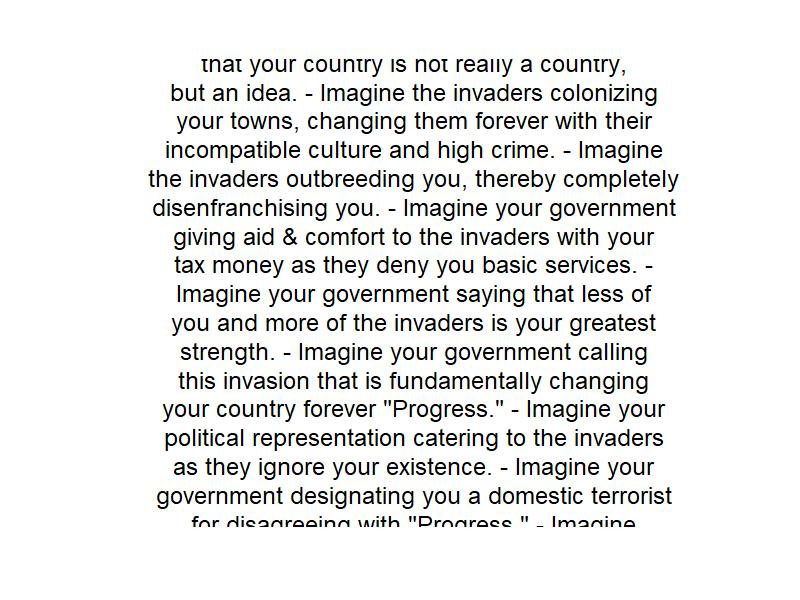 that your country is not really a country,
but an idea. - Imagine the invaders colonizing
your towns, changing them forever with their
incompatible culture and high crime. - Imagine
the invaders outbreeding you, thereby completely
disenfranchising you. - Imagine your government
giving aid & comfort to the invaders with your
tax money as they deny you basic services. -
Imagine your government saying that less of
you and more of the invaders is your greatest
strength. - Imagine your government calling
this invasion that is fundamentally changing
your country forever "Progress." - Imagine your
political representation catering to the invaders
as they ignore your existence. - Imagine your
government designating you a domestic terrorist
for disagreeing with "Progress." - Imagine